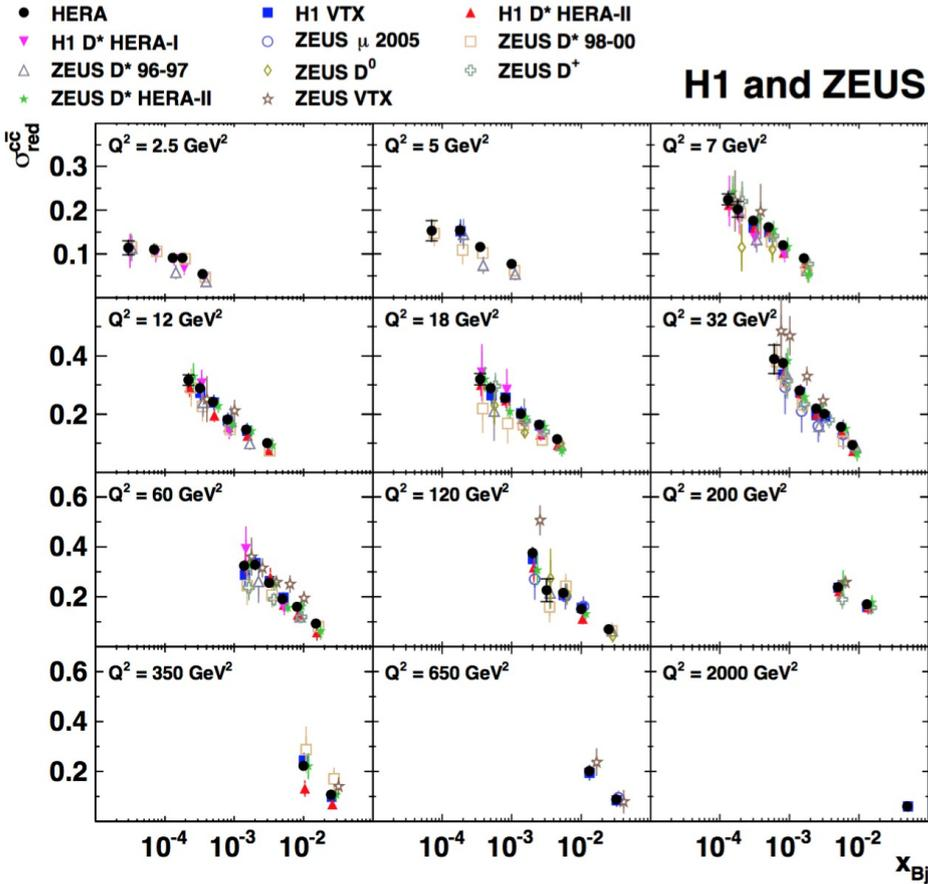 HERA H1 VTX H1 D* HERA-II
H1 D* HERA-I ZEUS μ 2005 ZEUS D* 98-00
ZEUS D* 96-97 ZEUS D⁰ ZEUS D⁺
ZEUS D* HERA-II ZEUS VTX
H1 and ZEUS
σ_red^cc̄
Q² = 2.5 GeV² Q² = 5 GeV² Q² = 7 GeV²
0.3
0.2
0.1
Q² = 12 GeV² Q² = 18 GeV² Q² = 32 GeV²
0.4
0.2
Q² = 60 GeV² Q² = 120 GeV² Q² = 200 GeV²
0.6
0.4
0.2
Q² = 350 GeV² Q² = 650 GeV² Q² = 2000 GeV²
0.6
0.4
0.2
10⁻⁴ 10⁻³ 10⁻² 10⁻⁴ 10⁻³ 10⁻² 10⁻⁴ 10⁻³ 10⁻²
x_Bj